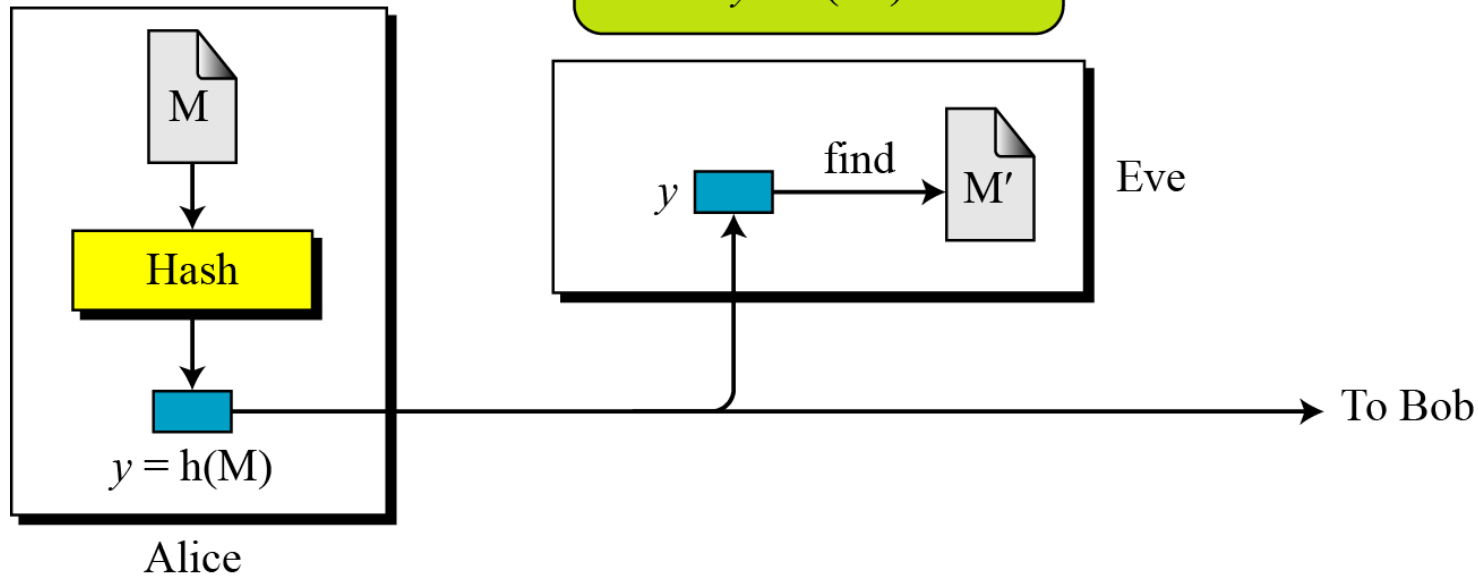 M
Hash
y = h(M)
Alice
y
find
M′
Eve
To Bob